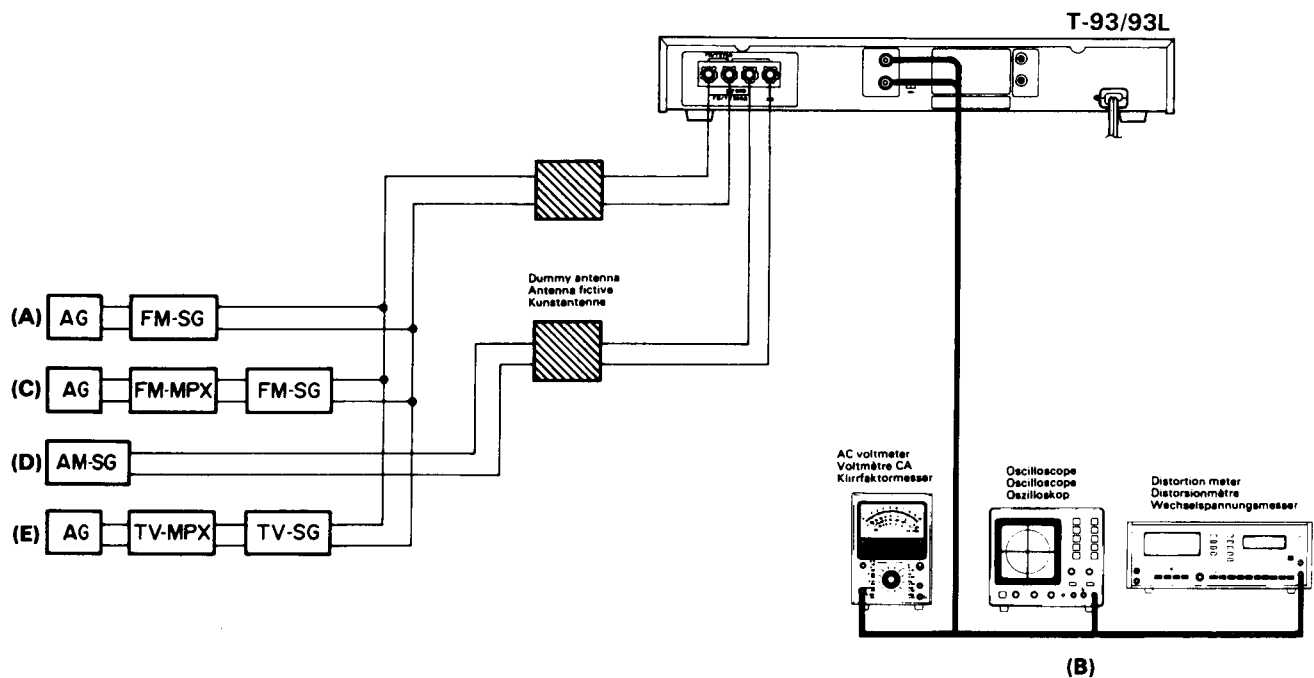 T-93/93L
Dummy antenna
Antenna fictive
Kunstantenne
(A) AG FM-SG
(C) AG FM-MPX FM-SG
(D) AM-SG
(E) AG TV-MPX TV-SG
AC voltmeter
Voltmètre CA
Klirrfaktormesser
Oscilloscope
Oscilloscope
Oszilloskop
Distortion meter
Distorsionmètre
Wechselspannungsmesser
(B)